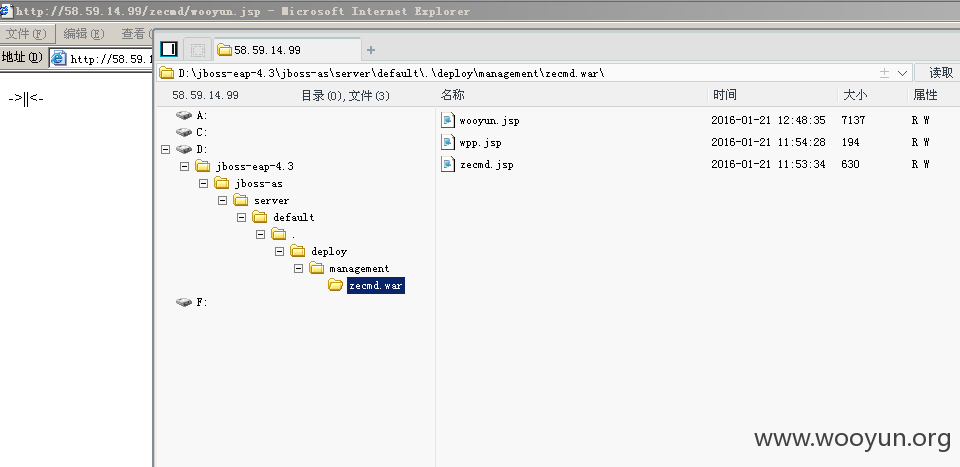 http://58.59.14.99/zecmd/wooyun.jsp - Microsoft Internet Explorer
文件(F) 编辑(E) 查看(
地址(D) http://58.59.1
->||<-
58.59.14.99
D:\jboss-eap-4.3\jboss-as\server\default\.\deploy\management\zecmd.war\ 读取
58.59.14.99 目录(0),文件(3) 名称 时间 大小 属性
A:
C:
D:
jboss-eap-4.3
jboss-as
server
default
.
deploy
management
zecmd.war
F:
wooyun.jsp 2016-01-21 12:48:35 7137 R W
wpp.jsp 2016-01-21 11:54:28 194 R W
zecmd.jsp 2016-01-21 11:53:34 630 R W
www.wooyun.org